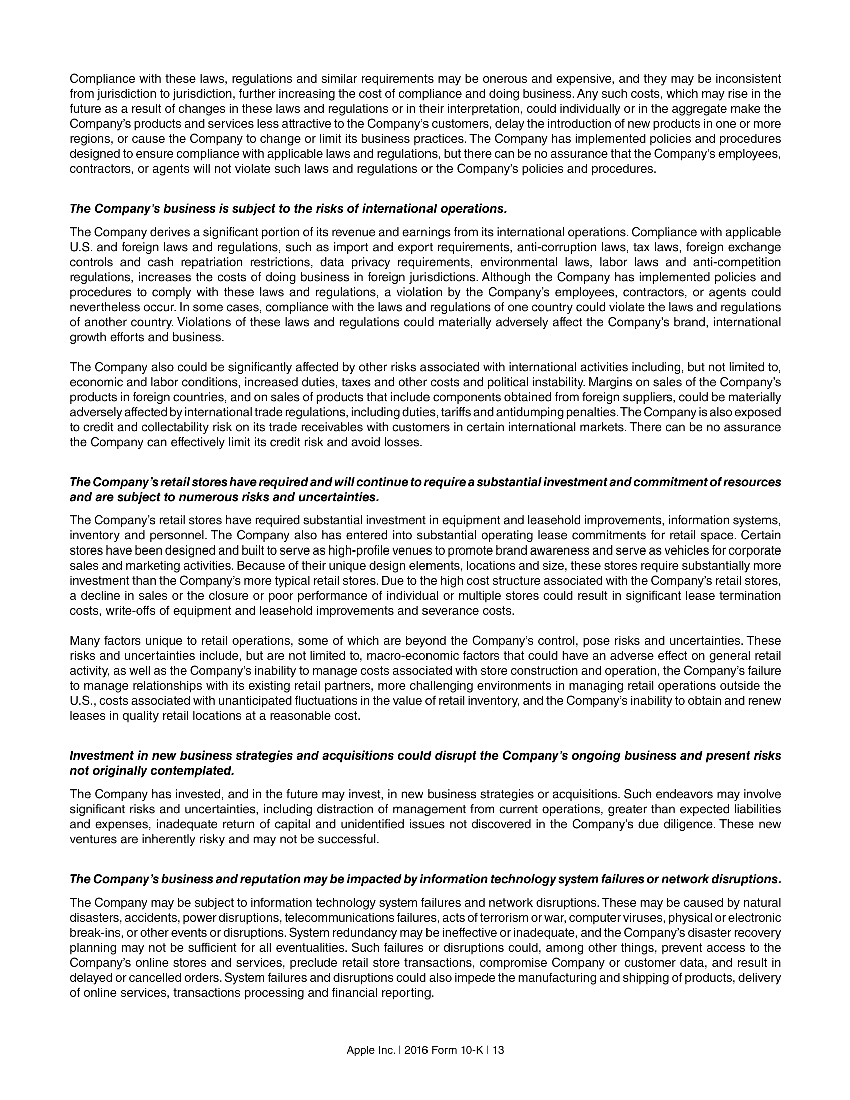 Compliance with these laws, regulations and similar requirements may be onerous and expensive, and they may be inconsistent
from jurisdiction to jurisdiction, further increasing the cost of compliance and doing business. Any such costs, which may rise in the
future as a result of changes in these laws and regulations or in their interpretation, could individually or in the aggregate make the
Company’s products and services less attractive to the Company’s customers, delay the introduction of new products in one or more
regions, or cause the Company to change or limit its business practices. The Company has implemented policies and procedures
designed to ensure compliance with applicable laws and regulations, but there can be no assurance that the Company’s employees,
contractors, or agents will not violate such laws and regulations or the Company’s policies and procedures.
The Company’s business is subject to the risks of international operations.
The Company derives a significant portion of its revenue and earnings from its international operations. Compliance with applicable
U.S. and foreign laws and regulations, such as import and export requirements, anti-corruption laws, tax laws, foreign exchange
controls and cash repatriation restrictions, data privacy requirements, environmental laws, labor laws and anti-competition
regulations, increases the costs of doing business in foreign jurisdictions. Although the Company has implemented policies and
procedures to comply with these laws and regulations, a violation by the Company’s employees, contractors, or agents could
nevertheless occur. In some cases, compliance with the laws and regulations of one country could violate the laws and regulations
of another country. Violations of these laws and regulations could materially adversely affect the Company’s brand, international
growth efforts and business.
The Company also could be significantly affected by other risks associated with international activities including, but not limited to,
economic and labor conditions, increased duties, taxes and other costs and political instability. Margins on sales of the Company’s
products in foreign countries, and on sales of products that include components obtained from foreign suppliers, could be materially
adversely affected by international trade regulations, including duties, tariffs and antidumping penalties. The Company is also exposed
to credit and collectability risk on its trade receivables with customers in certain international markets. There can be no assurance
the Company can effectively limit its credit risk and avoid losses.
The Company’s retail stores have required and will continue to require a substantial investment and commitment of resources
and are subject to numerous risks and uncertainties.
The Company’s retail stores have required substantial investment in equipment and leasehold improvements, information systems,
inventory and personnel. The Company also has entered into substantial operating lease commitments for retail space. Certain
stores have been designed and built to serve as high-profile venues to promote brand awareness and serve as vehicles for corporate
sales and marketing activities. Because of their unique design elements, locations and size, these stores require substantially more
investment than the Company’s more typical retail stores. Due to the high cost structure associated with the Company’s retail stores,
a decline in sales or the closure or poor performance of individual or multiple stores could result in significant lease termination
costs, write-offs of equipment and leasehold improvements and severance costs.
Many factors unique to retail operations, some of which are beyond the Company’s control, pose risks and uncertainties. These
risks and uncertainties include, but are not limited to, macro-economic factors that could have an adverse effect on general retail
activity, as well as the Company’s inability to manage costs associated with store construction and operation, the Company’s failure
to manage relationships with its existing retail partners, more challenging environments in managing retail operations outside the
U.S., costs associated with unanticipated fluctuations in the value of retail inventory, and the Company’s inability to obtain and renew
leases in quality retail locations at a reasonable cost.
Investment in new business strategies and acquisitions could disrupt the Company’s ongoing business and present risks
not originally contemplated.
The Company has invested, and in the future may invest, in new business strategies or acquisitions. Such endeavors may involve
significant risks and uncertainties, including distraction of management from current operations, greater than expected liabilities
and expenses, inadequate return of capital and unidentified issues not discovered in the Company’s due diligence. These new
ventures are inherently risky and may not be successful.
The Company’s business and reputation may be impacted by information technology system failures or network disruptions.
The Company may be subject to information technology system failures and network disruptions. These may be caused by natural
disasters, accidents, power disruptions, telecommunications failures, acts of terrorism or war, computer viruses, physical or electronic
break-ins, or other events or disruptions. System redundancy may be ineffective or inadequate, and the Company’s disaster recovery
planning may not be sufficient for all eventualities. Such failures or disruptions could, among other things, prevent access to the
Company’s online stores and services, preclude retail store transactions, compromise Company or customer data, and result in
delayed or cancelled orders. System failures and disruptions could also impede the manufacturing and shipping of products, delivery
of online services, transactions processing and financial reporting.
Apple Inc. | 2016 Form 10-K | 13